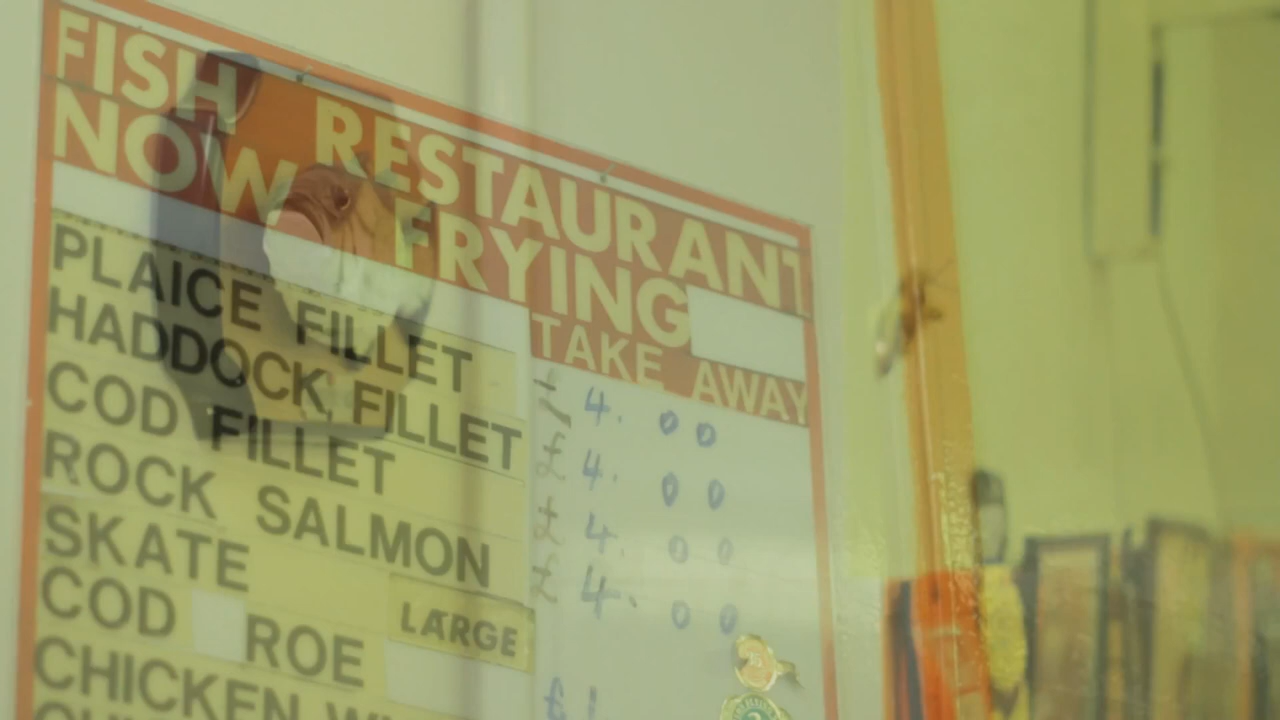 FISH RESTAURANT
NOW FRYING
TAKE AWAY
PLAICE FILLET £ 4.00
HADDOCK FILLET £ 4.00
COD FILLET £ 4.00
ROCK SALMON £ 4.00
SKATE
COD ROE LARGE £ 1
CHICKEN